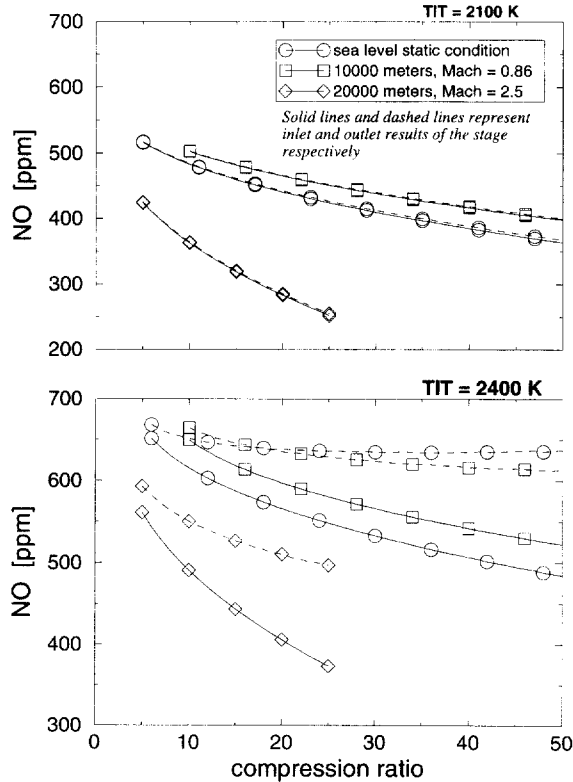 TIT = 2100 K
700
600
500
400
300
200
NO [ppm]
sea level static condition
10000 meters, Mach = 0.86
20000 meters, Mach = 2.5
Solid lines and dashed lines represent
inlet and outlet results of the stage
respectively
TIT = 2400 K
700
600
500
400
300
NO [ppm]
0 10 20 30 40 50
compression ratio